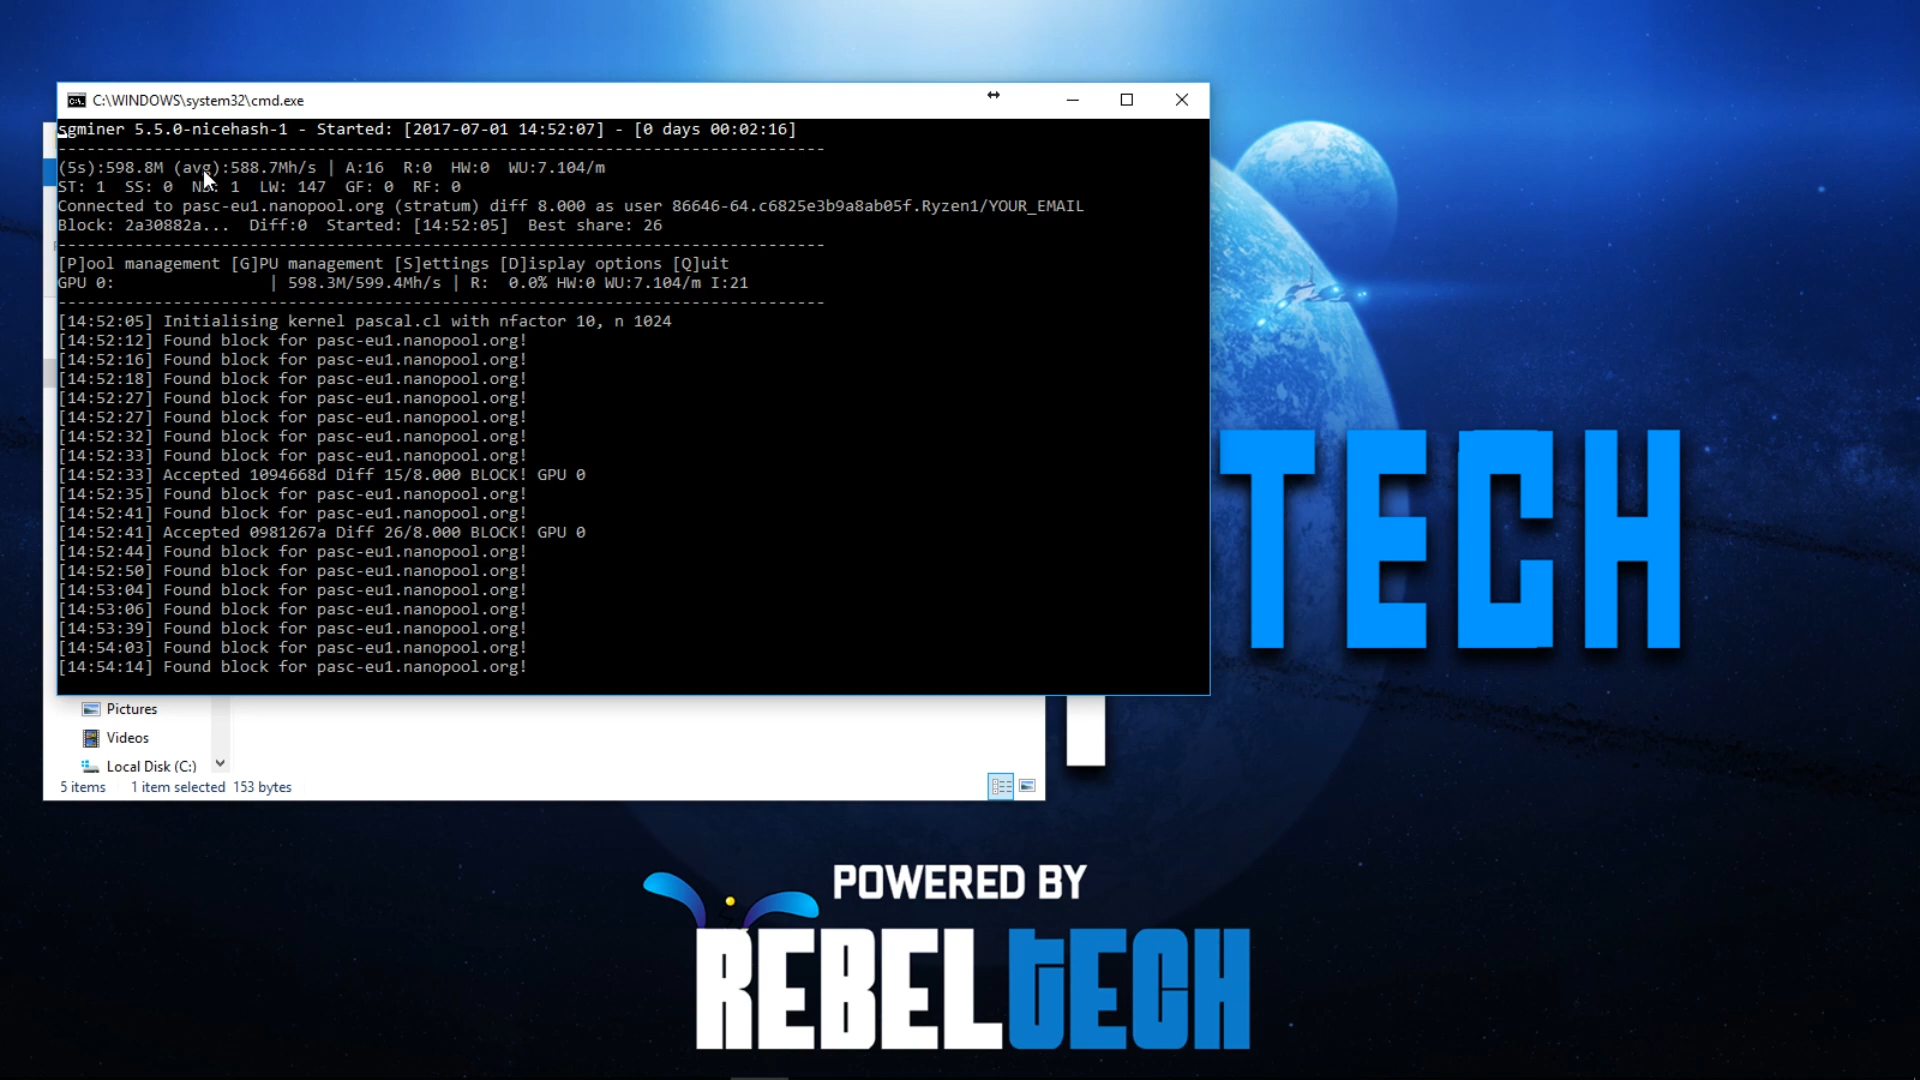 C:\WINDOWS\system32\cmd.exe
sgminer 5.5.0-nicehash-1 - Started: [2017-07-01 14:52:07] - [0 days 00:02:16]
--------------------------------------------------------------------------------
(5s):598.8M (avg):588.7Mh/s | A:16  R:0  HW:0  WU:7.104/m
ST: 1  SS: 0  NB: 1  LW: 147  GF: 0  RF: 0
Connected to pasc-eu1.nanopool.org (stratum) diff 8.000 as user 86646-64.c6825e3b9a8ab05f.Ryzen1/YOUR_EMAIL
Block: 2a30882a...  Diff:0  Started: [14:52:05]  Best share: 26
--------------------------------------------------------------------------------
[P]ool management [G]PU management [S]ettings [D]isplay options [Q]uit
GPU 0:                 | 598.3M/599.4Mh/s | R:  0.0% HW:0 WU:7.104/m I:21
--------------------------------------------------------------------------------
[14:52:05] Initialising kernel pascal.cl with nfactor 10, n 1024
[14:52:12] Found block for pasc-eu1.nanopool.org!
[14:52:16] Found block for pasc-eu1.nanopool.org!
[14:52:18] Found block for pasc-eu1.nanopool.org!
[14:52:27] Found block for pasc-eu1.nanopool.org!
[14:52:27] Found block for pasc-eu1.nanopool.org!
[14:52:32] Found block for pasc-eu1.nanopool.org!
[14:52:33] Found block for pasc-eu1.nanopool.org!
[14:52:33] Accepted 1094668d Diff 15/8.000 BLOCK! GPU 0
[14:52:35] Found block for pasc-eu1.nanopool.org!
[14:52:41] Found block for pasc-eu1.nanopool.org!
[14:52:41] Accepted 0981267a Diff 26/8.000 BLOCK! GPU 0
[14:52:44] Found block for pasc-eu1.nanopool.org!
[14:52:50] Found block for pasc-eu1.nanopool.org!
[14:53:04] Found block for pasc-eu1.nanopool.org!
[14:53:06] Found block for pasc-eu1.nanopool.org!
[14:53:39] Found block for pasc-eu1.nanopool.org!
[14:54:03] Found block for pasc-eu1.nanopool.org!
[14:54:14] Found block for pasc-eu1.nanopool.org!
Pictures
Videos
Local Disk (C:)
5 items  1 item selected  153 bytes
TECH
POWERED BY
REBELTECH